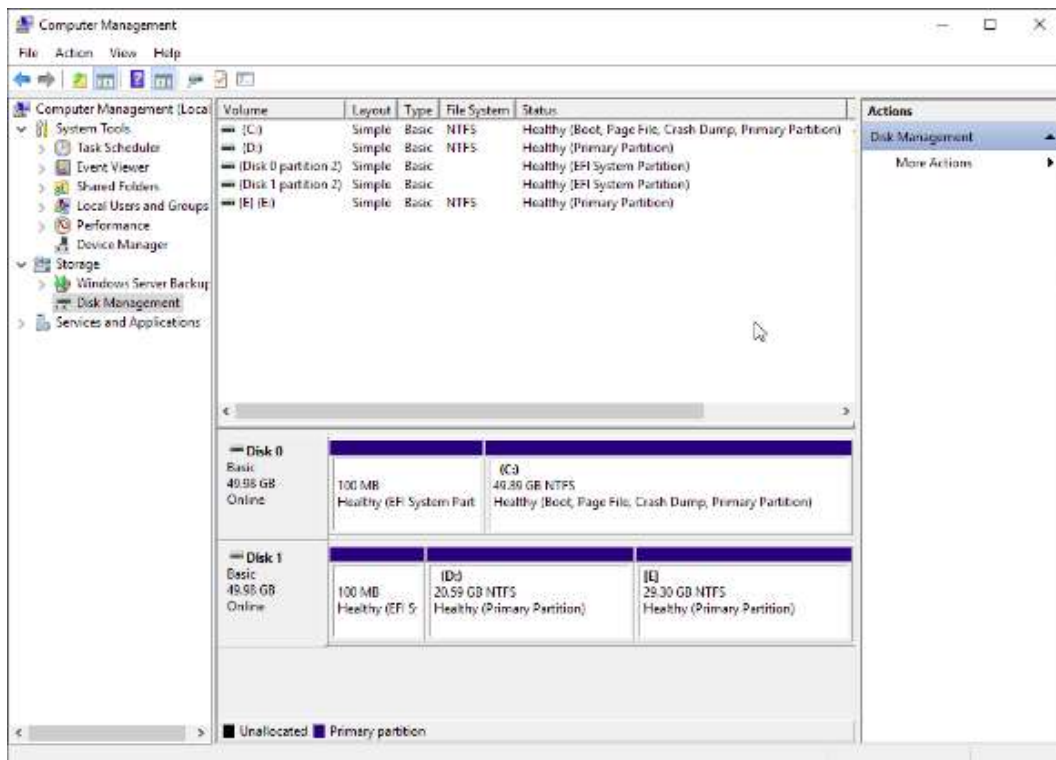 Computer Management
File Action View Help
Computer Management (Local
System Tools
Task Scheduler
Event Viewer
Shared Folders
Local Users and Groups
Performance
Device Manager
Storage
Windows Server Backup
Disk Management
Services and Applications
Volume Layout Type File System Status
(C:) Simple Basic NTFS Healthy (Boot, Page File, Crash Dump, Primary Partition)
(D:) Simple Basic NTFS Healthy (Primary Partition)
(Disk 0 partition 2) Simple Basic Healthy (EFI System Partition)
(Disk 1 partition 2) Simple Basic Healthy (EFI System Partition)
[E] (E:) Simple Basic NTFS Healthy (Primary Partition)
Disk 0
Basic
49.98 GB
Online
100 MB
Healthy (EFI System Part
(C:)
49.89 GB NTFS
Healthy (Boot, Page File, Crash Dump, Primary Partition)
Disk 1
Basic
49.98 GB
Online
100 MB
Healthy (EFI S
(D:)
20.59 GB NTFS
Healthy (Primary Partition)
[E]
29.30 GB NTFS
Healthy (Primary Partition)
Unallocated Primary partition
Actions
Disk Management
More Actions